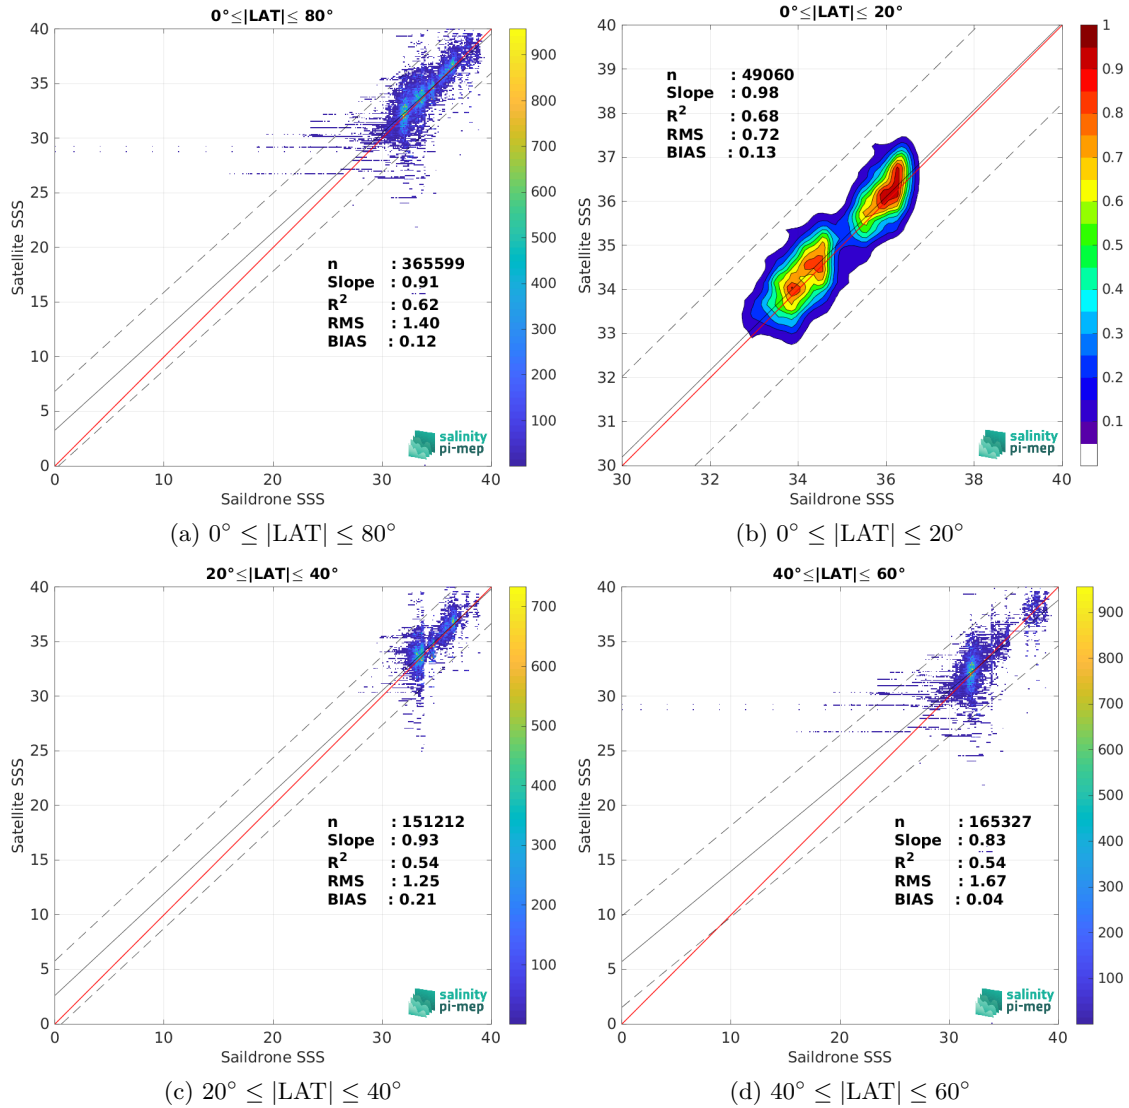 0°≤|LAT|≤ 80°
40
35
30
25
20
15
10
5
0
Satellite SSS
n : 365599
Slope : 0.91
R² : 0.62
RMS : 1.40
BIAS : 0.12
salinity
pi-mep
0 10 20 30 40
Saildrone SSS
900
800
700
600
500
400
300
200
100
(a) 0° ≤ |LAT| ≤ 80°
0°≤|LAT|≤ 20°
40
39
38
37
36
35
34
33
32
31
30
Satellite SSS
n : 49060
Slope : 0.98
R² : 0.68
RMS : 0.72
BIAS : 0.13
salinity
pi-mep
30 32 34 36 38 40
Saildrone SSS
1
0.9
0.8
0.7
0.6
0.5
0.4
0.3
0.2
0.1
(b) 0° ≤ |LAT| ≤ 20°
20°≤|LAT|≤ 40°
40
35
30
25
20
15
10
5
0
Satellite SSS
n : 151212
Slope : 0.93
R² : 0.54
RMS : 1.25
BIAS : 0.21
salinity
pi-mep
0 10 20 30 40
Saildrone SSS
700
600
500
400
300
200
100
(c) 20° ≤ |LAT| ≤ 40°
40°≤|LAT|≤ 60°
40
35
30
25
20
15
10
5
0
Satellite SSS
n : 165327
Slope : 0.83
R² : 0.54
RMS : 1.67
BIAS : 0.04
salinity
pi-mep
0 10 20 30 40
Saildrone SSS
900
800
700
600
500
400
300
200
100
(d) 40° ≤ |LAT| ≤ 60°